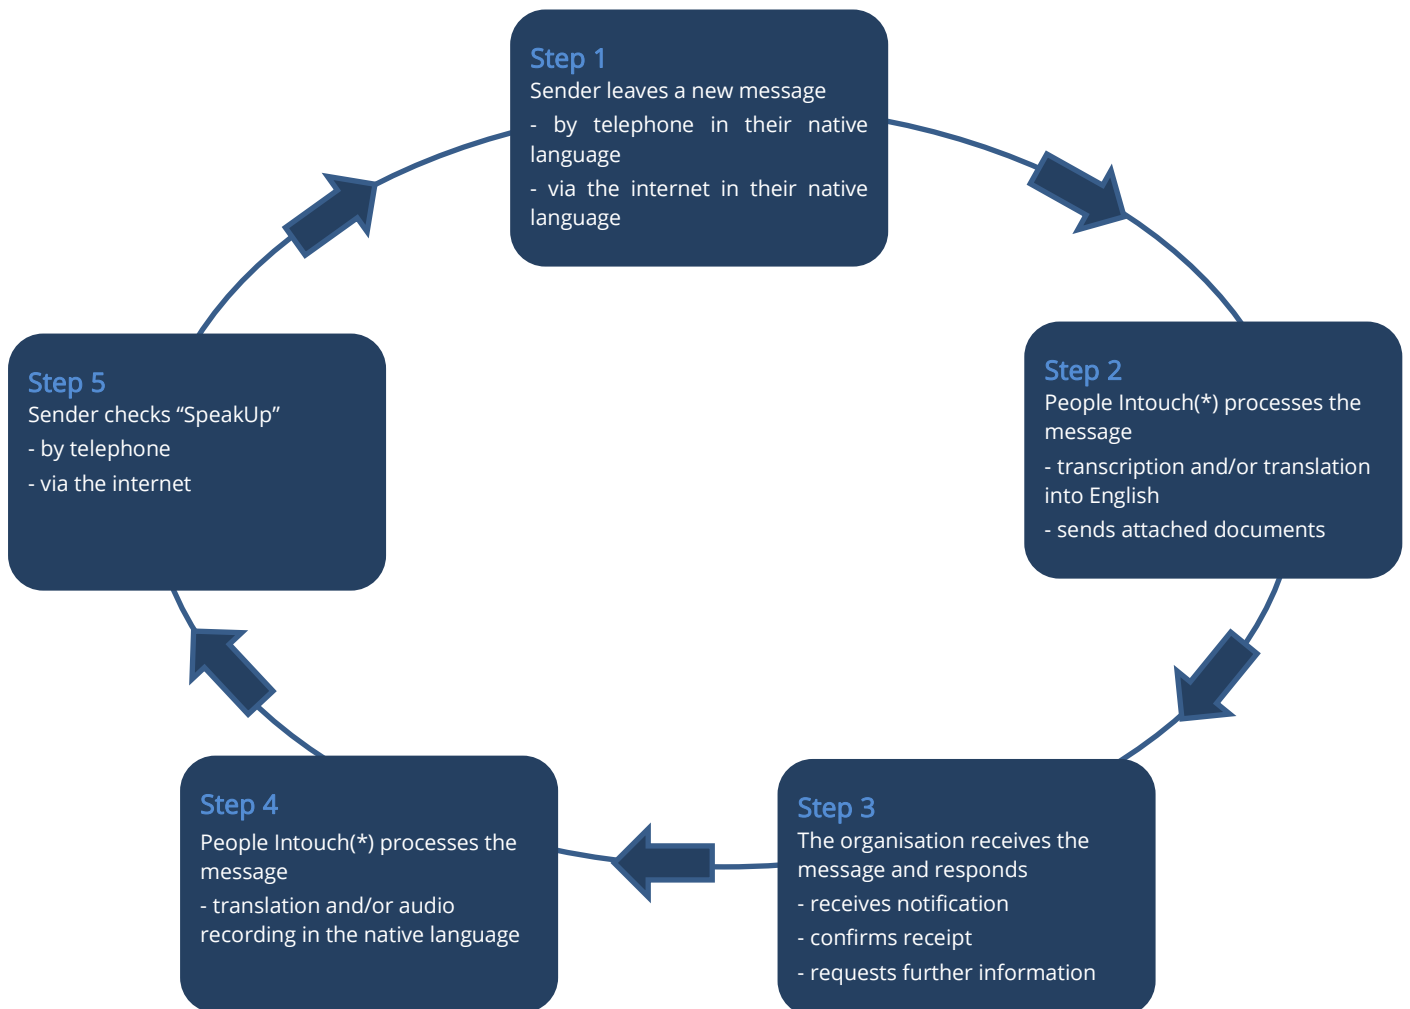 Step 1
Sender leaves a new message
- by telephone in their native
language
- via the internet in their native
language
Step 2
People Intouch(*) processes the
message
- transcription and/or translation
into English
- sends attached documents
Step 3
The organisation receives the
message and responds
- receives notification
- confirms receipt
- requests further information
Step 4
People Intouch(*) processes the
message
- translation and/or audio
recording in the native language
Step 5
Sender checks “SpeakUp”
- by telephone
- via the internet